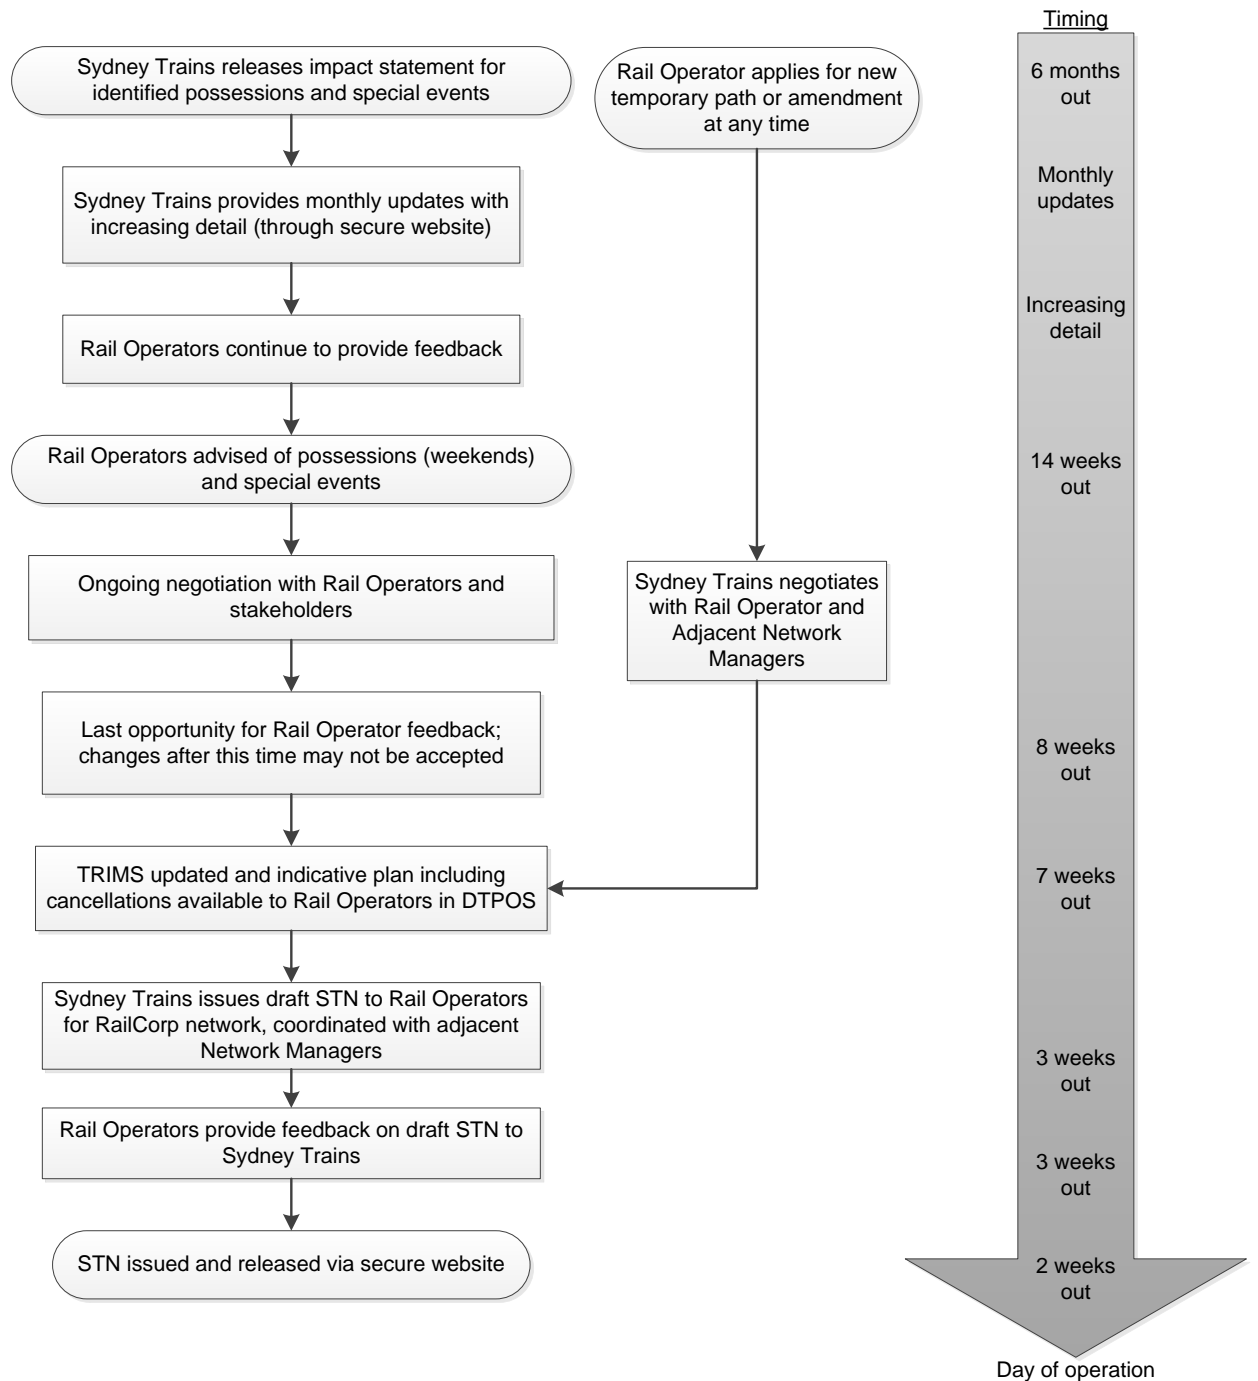 Timing
Sydney Trains releases impact statement for
identified possessions and special events
Rail Operator applies for new
temporary path or amendment
at any time
6 months
out
Sydney Trains provides monthly updates with
increasing detail (through secure website)
Monthly
updates
Rail Operators continue to provide feedback
Increasing
detail
Rail Operators advised of possessions (weekends)
and special events
14 weeks
out
Ongoing negotiation with Rail Operators and
stakeholders
Sydney Trains negotiates
with Rail Operator and
Adjacent Network
Managers
Last opportunity for Rail Operator feedback;
changes after this time may not be accepted
8 weeks
out
TRIMS updated and indicative plan including
cancellations available to Rail Operators in DTPOS
7 weeks
out
Sydney Trains issues draft STN to Rail Operators
for RailCorp network, coordinated with adjacent
Network Managers
3 weeks
out
Rail Operators provide feedback on draft STN to
Sydney Trains
3 weeks
out
STN issued and released via secure website
2 weeks
out
Day of operation